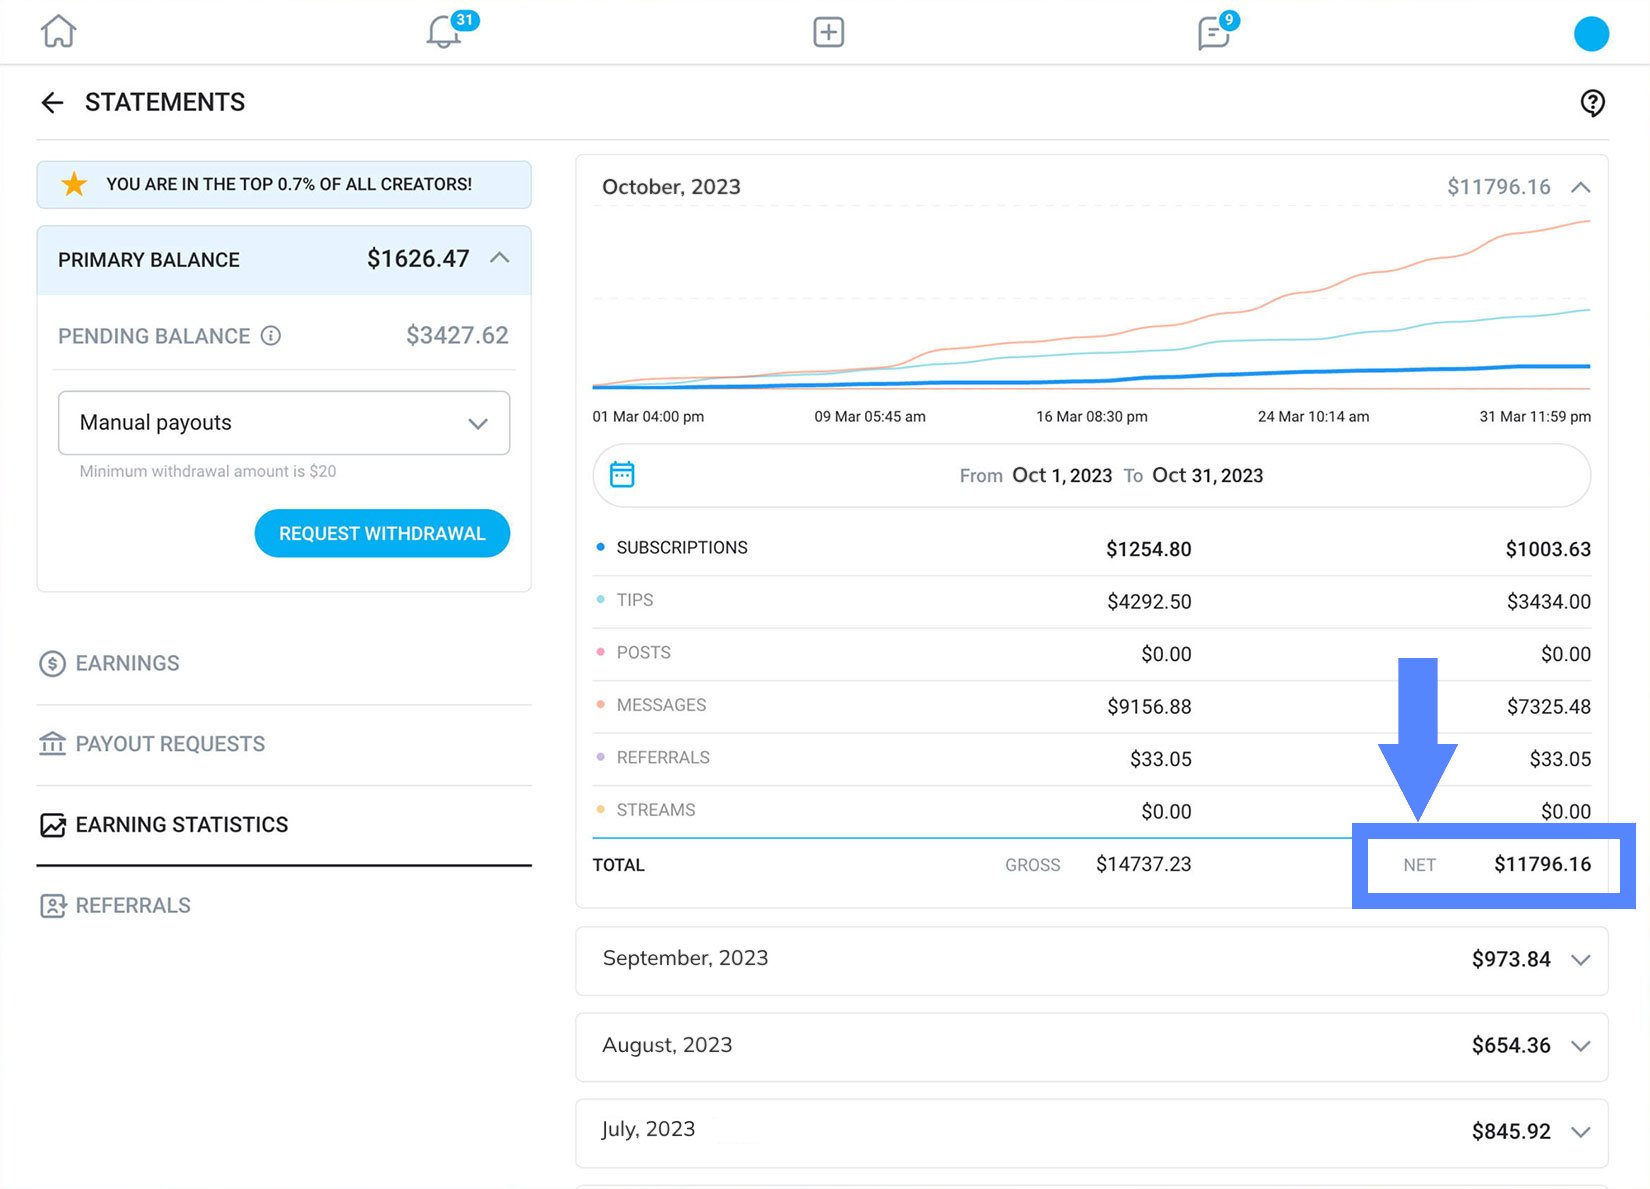 31
9
STATEMENTS
YOU ARE IN THE TOP 0.7% OF ALL CREATORS!
PRIMARY BALANCE $1626.47
PENDING BALANCE $3427.62
Manual payouts
Minimum withdrawal amount is $20
REQUEST WITHDRAWAL
EARNINGS
PAYOUT REQUESTS
EARNING STATISTICS
REFERRALS
October, 2023 $11796.16
01 Mar 04:00 pm 09 Mar 05:45 am 16 Mar 08:30 pm 24 Mar 10:14 am 31 Mar 11:59 pm
From Oct 1, 2023 To Oct 31, 2023
SUBSCRIPTIONS $1254.80 $1003.63
TIPS $4292.50 $3434.00
POSTS $0.00 $0.00
MESSAGES $9156.88 $7325.48
REFERRALS $33.05 $33.05
STREAMS $0.00 $0.00
TOTAL GROSS $14737.23 NET $11796.16
September, 2023 $973.84
August, 2023 $654.36
July, 2023 $845.92